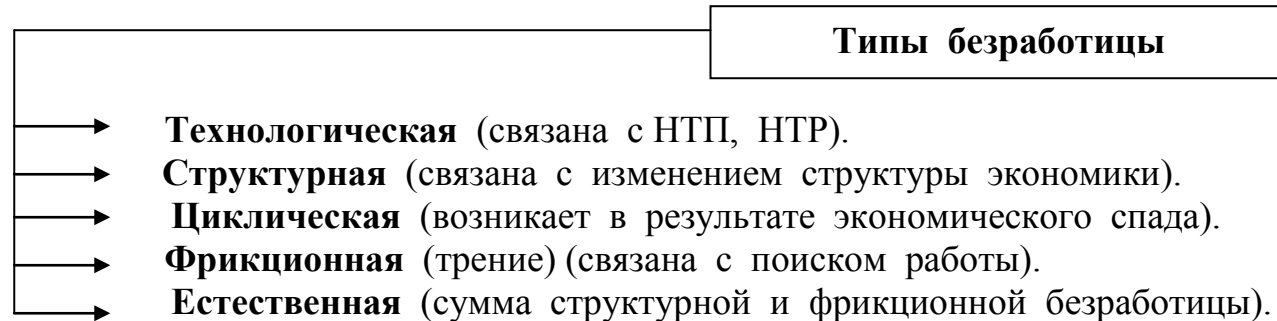 Типы безработицы
Технологическая (связана с НТП, НТР).
Структурная (связана с изменением структуры экономики).
Циклическая (возникает в результате экономического спада).
Фрикционная (трение) (связана с поиском работы).
Естественная (сумма структурной и фрикционной безработицы).